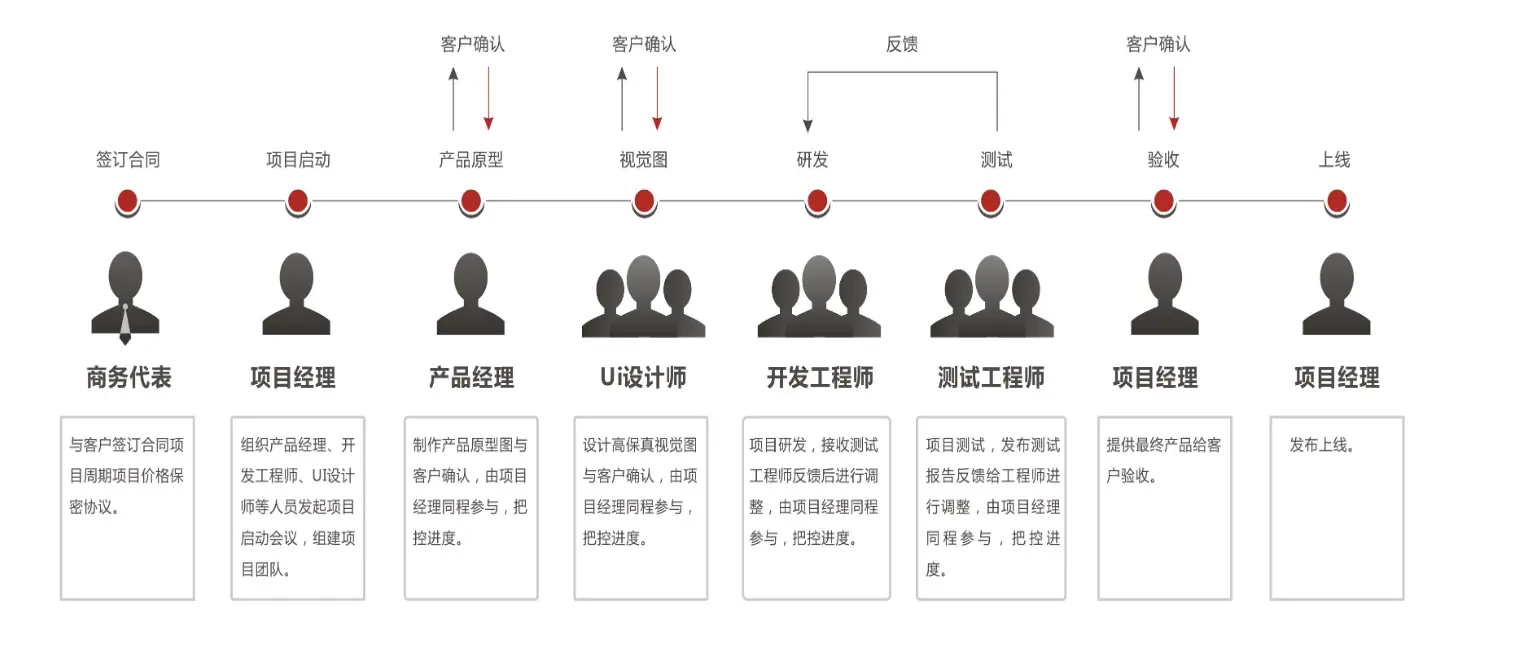 客户确认
客户确认
反馈
客户确认
签订合同
项目启动
产品原型
视觉图
研发
测试
验收
上线
商务代表
项目经理
产品经理
Ui设计师
开发工程师
测试工程师
项目经理
项目经理
与客户签订合同项
目周期项目价格保
密协议。
组织产品经理、开
发工程师、UI设计
师等人员发起项目
启动会议，组建项
目团队。
制作产品原型图与
客户确认，由项目
经理同程参与，把
控进度。
设计高保真视觉图
与客户确认，由项
目经理同程参与，
把控进度。
项目研发，接收测试
工程师反馈后进行调
整，由项目经理同程
参与，把控进度。
项目测试，发布测试
报告反馈给工程师进
行调整，由项目经理
同程参与，把控进
度。
提供最终产品给客
户验收。
发布上线。